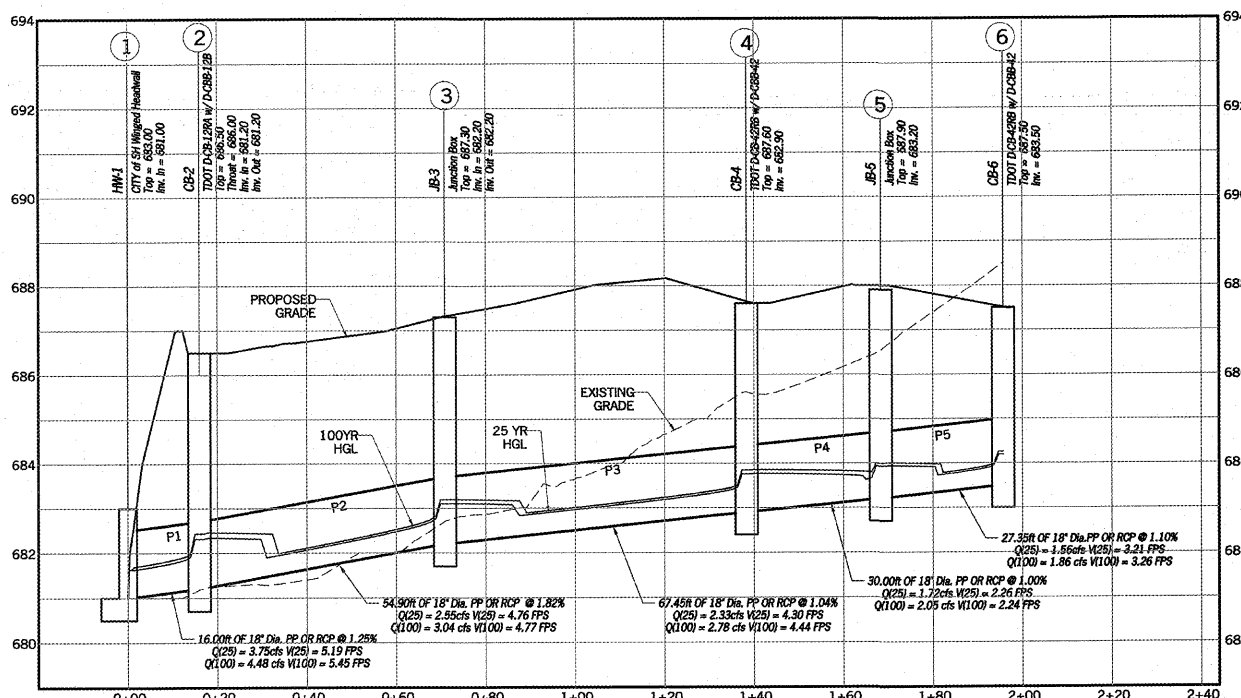 694
692
690
688
686
684
682
680
694
692
690
68
68
68
68
68
1
HW-1
CITY of SH Winged Headwall
Top = 683.00
Inv. In = 681.00
2
CB-2
TDOT D-CB-12RA w/ D-CBB-12B
Top = 686.50
Throat = 686.00
Inv. In = 681.20
Inv. Out = 681.20
3
JB-3
Junction Box
Top = 687.30
Inv. In = 682.20
Inv. Out = 682.20
4
CB-4
TDOT D-CB-42RB w/ D-CBB-42
Top = 687.60
Inv. = 682.90
5
JB-5
Junction Box
Top = 687.90
Inv. = 683.20
6
CB-6
TDOT D-CB-42RB w/ D-CBB-42
Top = 687.50
Inv. = 683.50
PROPOSED
GRADE
EXISTING
GRADE
100YR
HGL
25 YR
HGL
P1
P2
P3
P4
P5
16.00ft OF 18" Dia. PP OR RCP @ 1.25%
Q(25) = 3.75cfs V(25) = 5.19 FPS
Q(100) = 4.48 cfs V(100) = 5.45 FPS
54.90ft OF 18" Dia. PP OR RCP @ 1.82%
Q(25) = 2.55cfs V(25) = 4.76 FPS
Q(100) = 3.04 cfs V(100) = 4.77 FPS
67.45ft OF 18" Dia. PP OR RCP @ 1.04%
Q(25) = 2.33cfs V(25) = 4.30 FPS
Q(100) = 2.78 cfs V(100) = 4.44 FPS
30.00ft OF 18" Dia. PP OR RCP @ 1.00%
Q(25) = 1.72cfs V(25) = 2.26 FPS
Q(100) = 2.05 cfs V(100) = 2.24 FPS
27.35ft OF 18" Dia. PP OR RCP @ 1.10%
Q(25) = 1.56cfs V(25) = 3.21 FPS
Q(100) = 1.86 cfs V(100) = 3.26 FPS
0+00 0+20 0+40 0+60 0+80 1+00 1+20 1+40 1+60 1+80 2+00 2+20 2+40